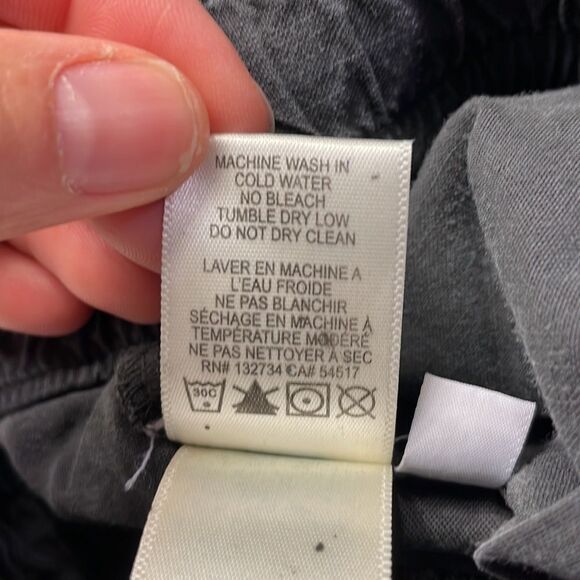 MACHINE WASH IN
COLD WATER
NO BLEACH
TUMBLE DRY LOW
DO NOT DRY CLEAN
LAVER EN MACHINE A
L'EAU FROIDE
NE PAS BLANCHIR
SÉCHAGE EN MACHINE À
TEMPÉRATURE MODÉRÉ
NE PAS NETTOYER À SEC
RN# 132734 CA# 54517
30C